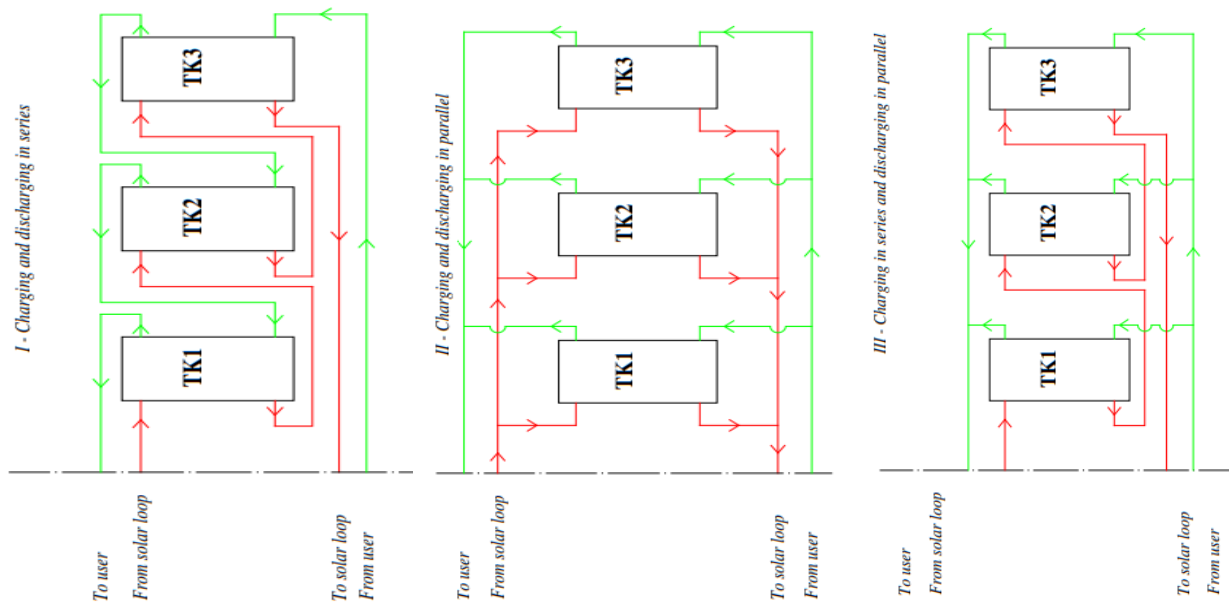 I - Charging and discharging in series
TK1
TK2
TK3
To user
From solar loop
To solar loop
From user
II - Charging and discharging in parallel
TK1
TK2
TK3
To user
From solar loop
To solar loop
From user
III - Charging in series and discharging in parallel
TK1
TK2
TK3
To user
From solar loop
To solar loop
From user